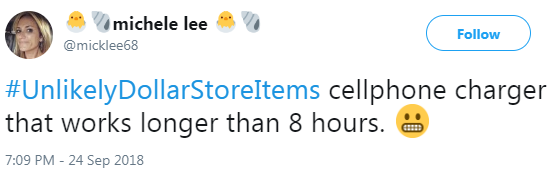 🐣🐚michele lee 🐣🐚
@micklee68
Follow
#UnlikelyDollarStoreItems cellphone charger
that works longer than 8 hours. 😬
7:09 PM - 24 Sep 2018